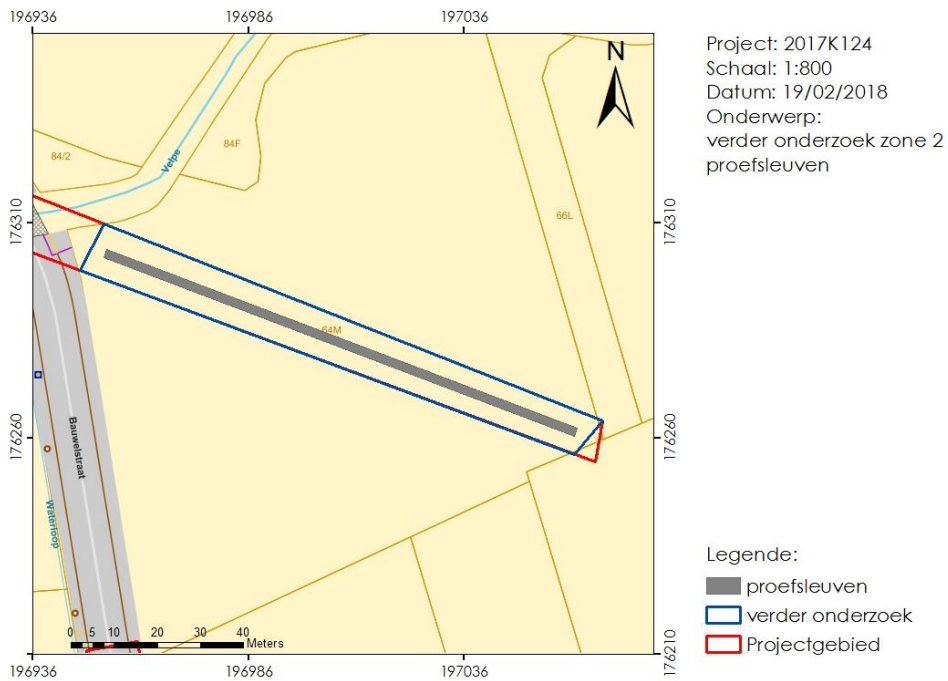 196936
196986
197036
Project: 2017K124
Schaal: 1:800
Datum: 19/02/2018
Onderwerp:
verder onderzoek zone 2
proefsleuven
N
84/2
84F
Velpe
66L
176310
176310
64M
176260
176260
Bauwelstraat
Waterloop
Legende:
proefsleuven
verder onderzoek
Projectgebied
0 5 10 20 30 40
Meters
176210
196936
196986
197036